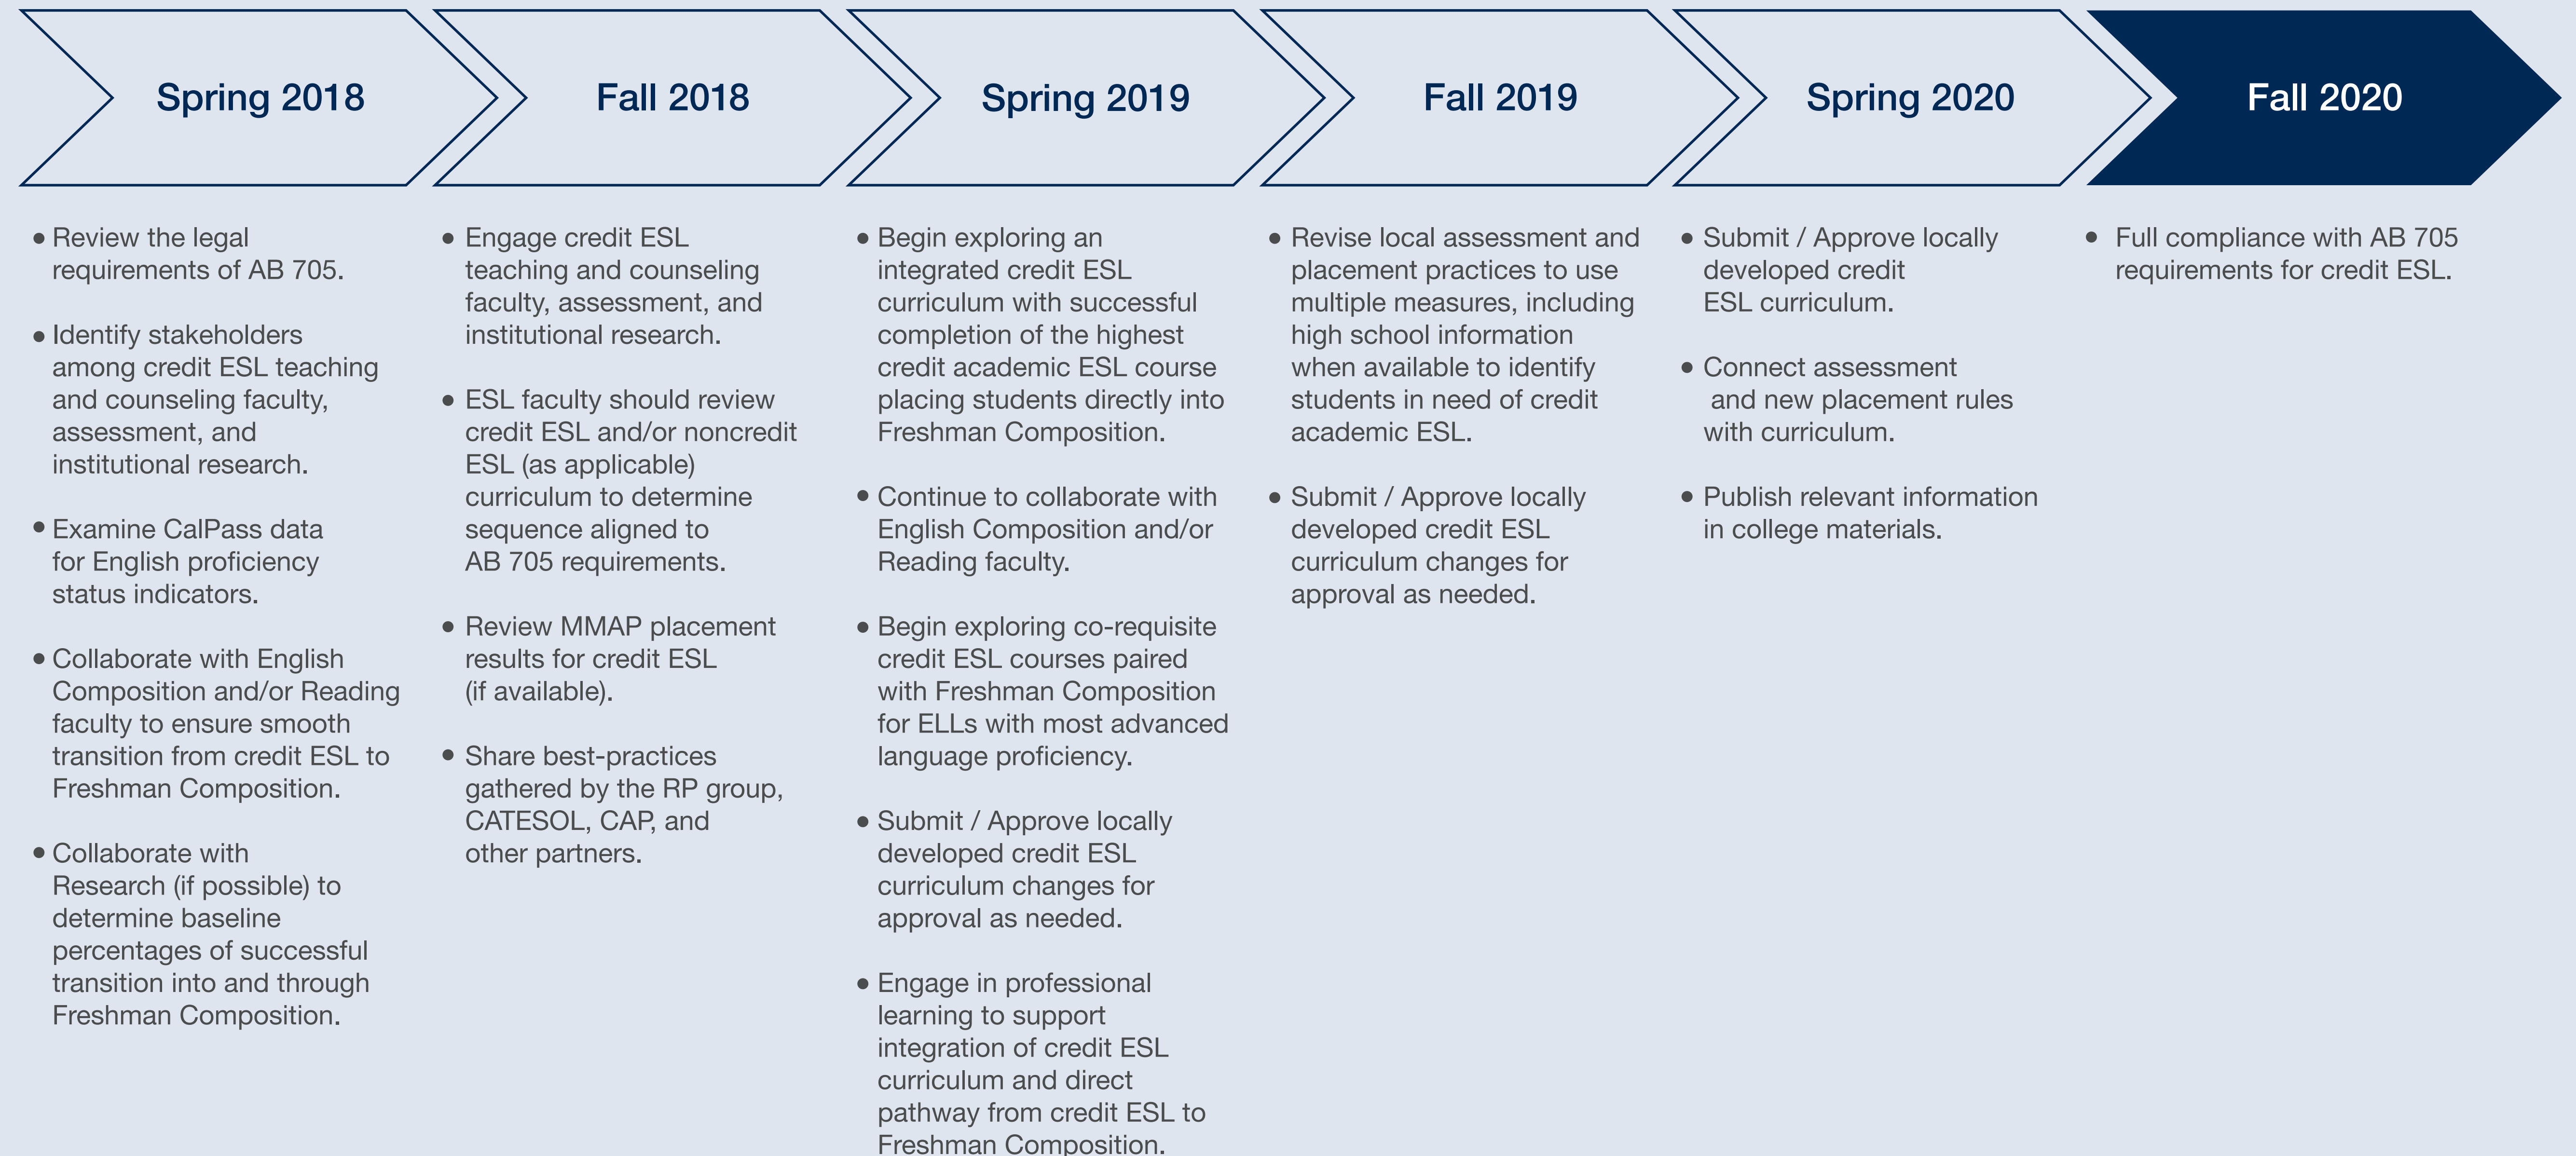 Spring 2018
Fall 2018
Spring 2019
Fall 2019
Spring 2020
Fall 2020
• Review the legal
requirements of AB 705.
• Identify stakeholders
among credit ESL teaching
and counseling faculty,
assessment, and
institutional research.
• Examine CalPass data
for English proficiency
status indicators.
• Collaborate with English
Composition and/or Reading
faculty to ensure smooth
transition from credit ESL to
Freshman Composition.
• Collaborate with
Research (if possible) to
determine baseline
percentages of successful
transition into and through
Freshman Composition.
• Engage credit ESL
teaching and counseling
faculty, assessment, and
institutional research.
• ESL faculty should review
credit ESL and/or noncredit
ESL (as applicable)
curriculum to determine
sequence aligned to
AB 705 requirements.
• Review MMAP placement
results for credit ESL
(if available).
• Share best-practices
gathered by the RP group,
CATESOL, CAP, and
other partners.
• Begin exploring an
integrated credit ESL
curriculum with successful
completion of the highest
credit academic ESL course
placing students directly into
Freshman Composition.
• Continue to collaborate with
English Composition and/or
Reading faculty.
• Begin exploring co-requisite
credit ESL courses paired
with Freshman Composition
for ELLs with most advanced
language proficiency.
• Submit / Approve locally
developed credit ESL
curriculum changes for
approval as needed.
• Engage in professional
learning to support
integration of credit ESL
curriculum and direct
pathway from credit ESL to
Freshman Composition.
• Revise local assessment and
placement practices to use
multiple measures, including
high school information
when available to identify
students in need of credit
academic ESL.
• Submit / Approve locally
developed credit ESL
curriculum changes for
approval as needed.
• Submit / Approve locally
developed credit
ESL curriculum.
• Connect assessment
and new placement rules
with curriculum.
• Publish relevant information
in college materials.
• Full compliance with AB 705
requirements for credit ESL.